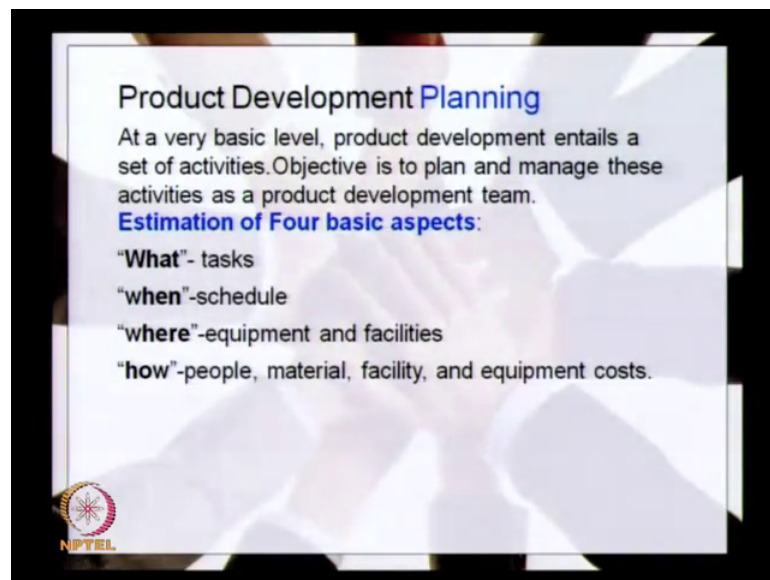 Product Development Planning
At a very basic level, product development entails a
set of activities.Objective is to plan and manage these
activities as a product development team.
Estimation of Four basic aspects:
“What”- tasks
“when”-schedule
“where”-equipment and facilities
“how”-people, material, facility, and equipment costs.
NPTEL